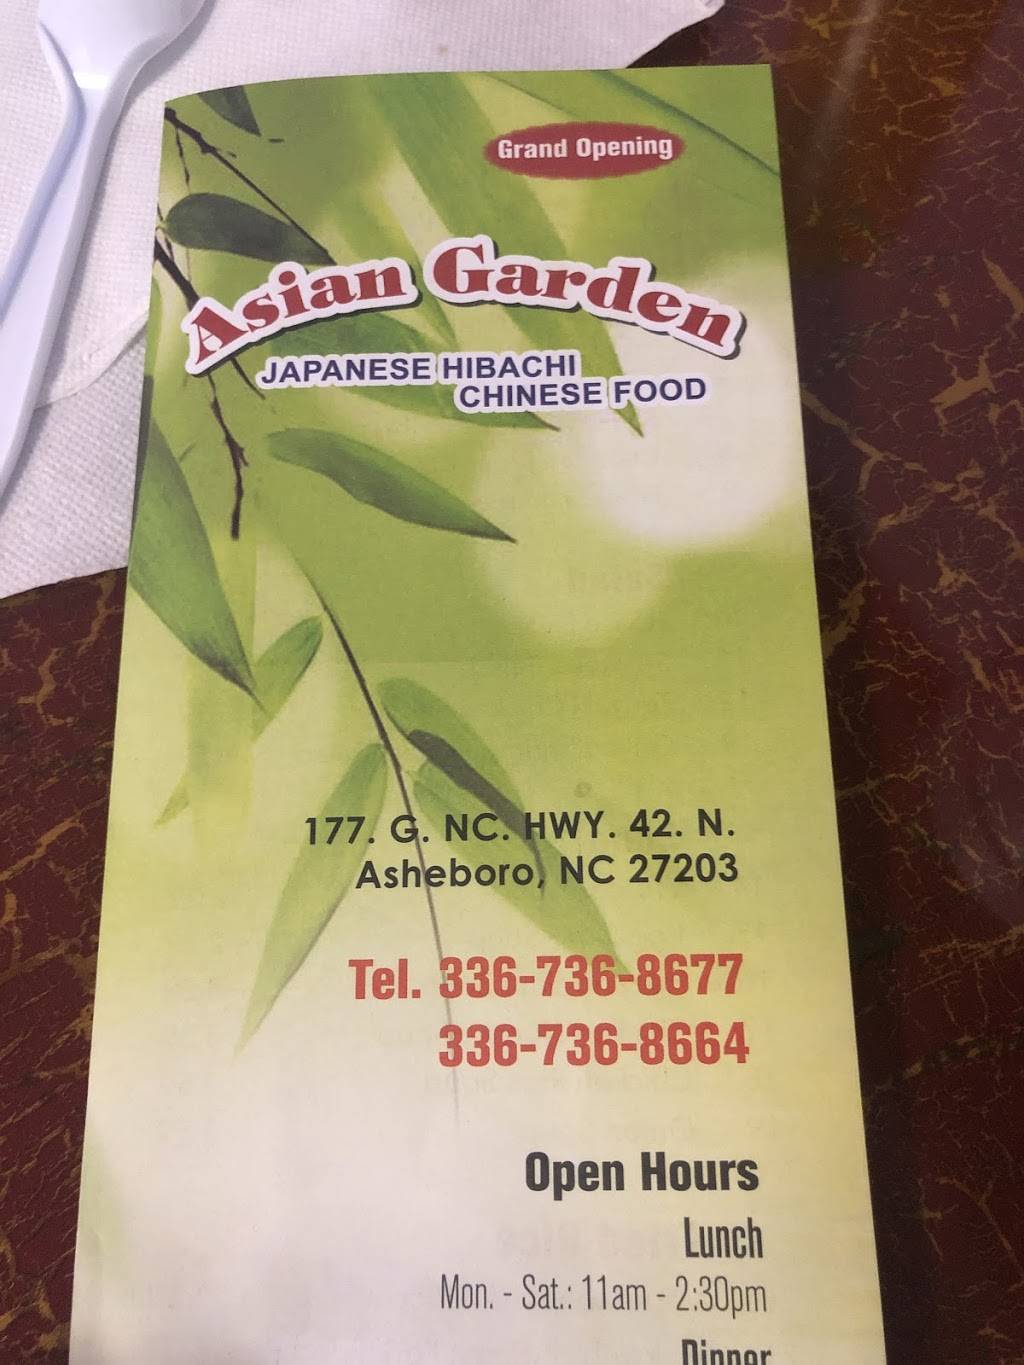 Grand Opening
Asian Garden
JAPANESE HIBACHI
CHINESE FOOD
177. G. NC. HWY. 42. N.
Asheboro, NC 27203
Tel. 336-736-8677
336-736-8664
Open Hours
Lunch
Mon. - Sat.: 11am - 2:30pm
Dinner